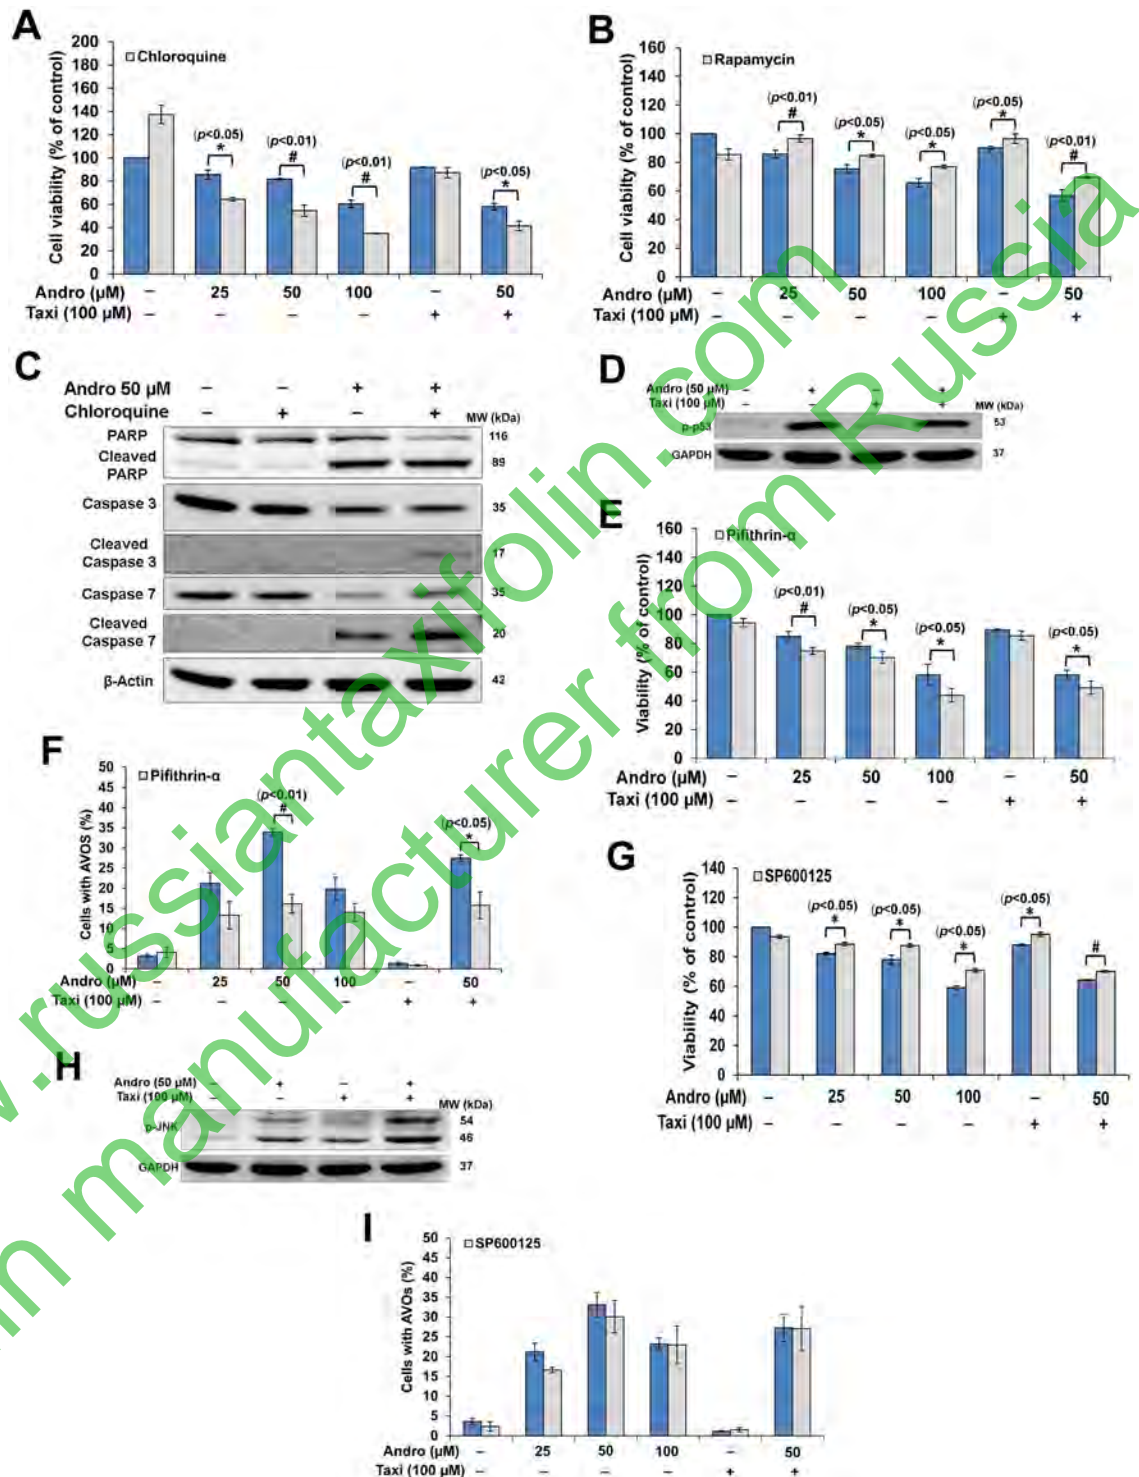 A
Cell viability (% of control)
200
180
160
140
120
100
80
60
40
20
0
Chloroquine
(p<0.05)
*
(p<0.01)
#
(p<0.01)
#
(p<0.05)
*
Andro (µM) – 25 50 100 – 50
Taxi (100 µM) – – – – + +
B
Cell viability (% of control)
160
140
120
100
80
60
40
20
0
Rapamycin
(p<0.01)
#
(p<0.05)
*
(p<0.05)
*
(p<0.05)
*
(p<0.01)
#
Andro (µM) – 25 50 100 – 50
Taxi (100 µM) – – – – + +
C
Andro 50 µM – – + +
Chloroquine – + – + MW (kDa)
PARP 116
Cleaved
PARP 89
Caspase 3 35
Cleaved
Caspase 3 17
Caspase 7 35
Cleaved
Caspase 7 20
β-Actin 42
D
Andro (50 µM) – + – +
Taxi (100 µM) – – + + MW (kDa)
p-p53 53
GAPDH 37
E
Viability (% of control)
160
140
120
100
80
60
40
20
0
Pifithrin-α
(p<0.01)
#
(p<0.05)
*
(p<0.05)
*
(p<0.05)
*
Andro (µM) – 25 50 100 – 50
Taxi (100 µM) – – – – + +
F
Cells with AVOS (%)
50
45
40
35
30
25
20
15
10
5
0
Pifithrin-α
(p<0.01)
#
(p<0.05)
*
Andro (µM) – 25 50 100 – 50
Taxi (100 µM) – – – – + +
G
Viability (% of control)
140
120
100
80
60
40
20
0
SP600125
(p<0.05)
*
(p<0.05)
*
(p<0.05)
*
(p<0.05)
*
#
Andro (µM) – 25 50 100 – 50
Taxi (100 µM) – – – – + +
H
Andro (50 µM) – + – +
Taxi (100 µM) – – + + MW (kDa)
p-JNK 54
46
GAPDH 37
I
Cells with AVOs (%)
50
45
40
35
30
25
20
15
10
5
0
SP600125
Andro (µM) – 25 50 100 – 50
Taxi (100 µM) – – – – + +
.russiantaxifolin.com
manufacturer from Russia